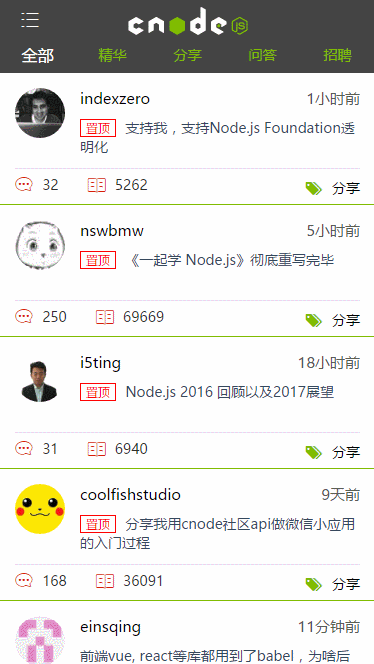 cnode JS
全部 精华 分享 问答 招聘
indexzero 1小时前
置顶 支持我，支持Node.js Foundation透
明化
32 5262 分享
nswbmw 5小时前
置顶 《一起学 Node.js》彻底重写完毕
250 69669 分享
i5ting 18小时前
置顶 Node.js 2016 回顾以及2017展望
31 6940 分享
coolfishstudio 9天前
置顶 分享我用cnode社区api做微信小应用
的入门过程
168 36091 分享
einsqing 11分钟前
前端vue, react等库都用到了babel，为啥后